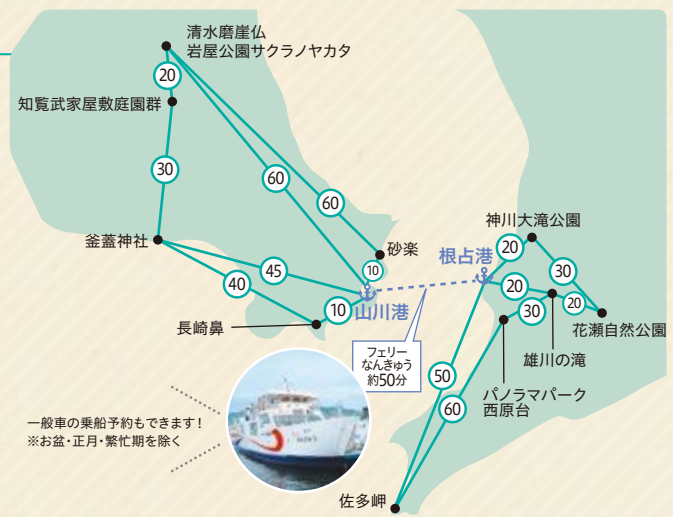 清水磨崖仏
岩屋公園サクラノヤカタ
20
知覧武家屋敷庭園群
30
60
60
釜蓋神社
砂楽
神川大滝公園
根占港
20
10
45
40
30
山川港
20
10
20
30
長崎鼻
花瀬自然公園
雄川の滝
フェリー
なんきゅう
約50分
50
パノラマパーク
西原台
60
一般車の乗船予約もできます!
※お盆・正月・繁忙期を除く
佐多岬